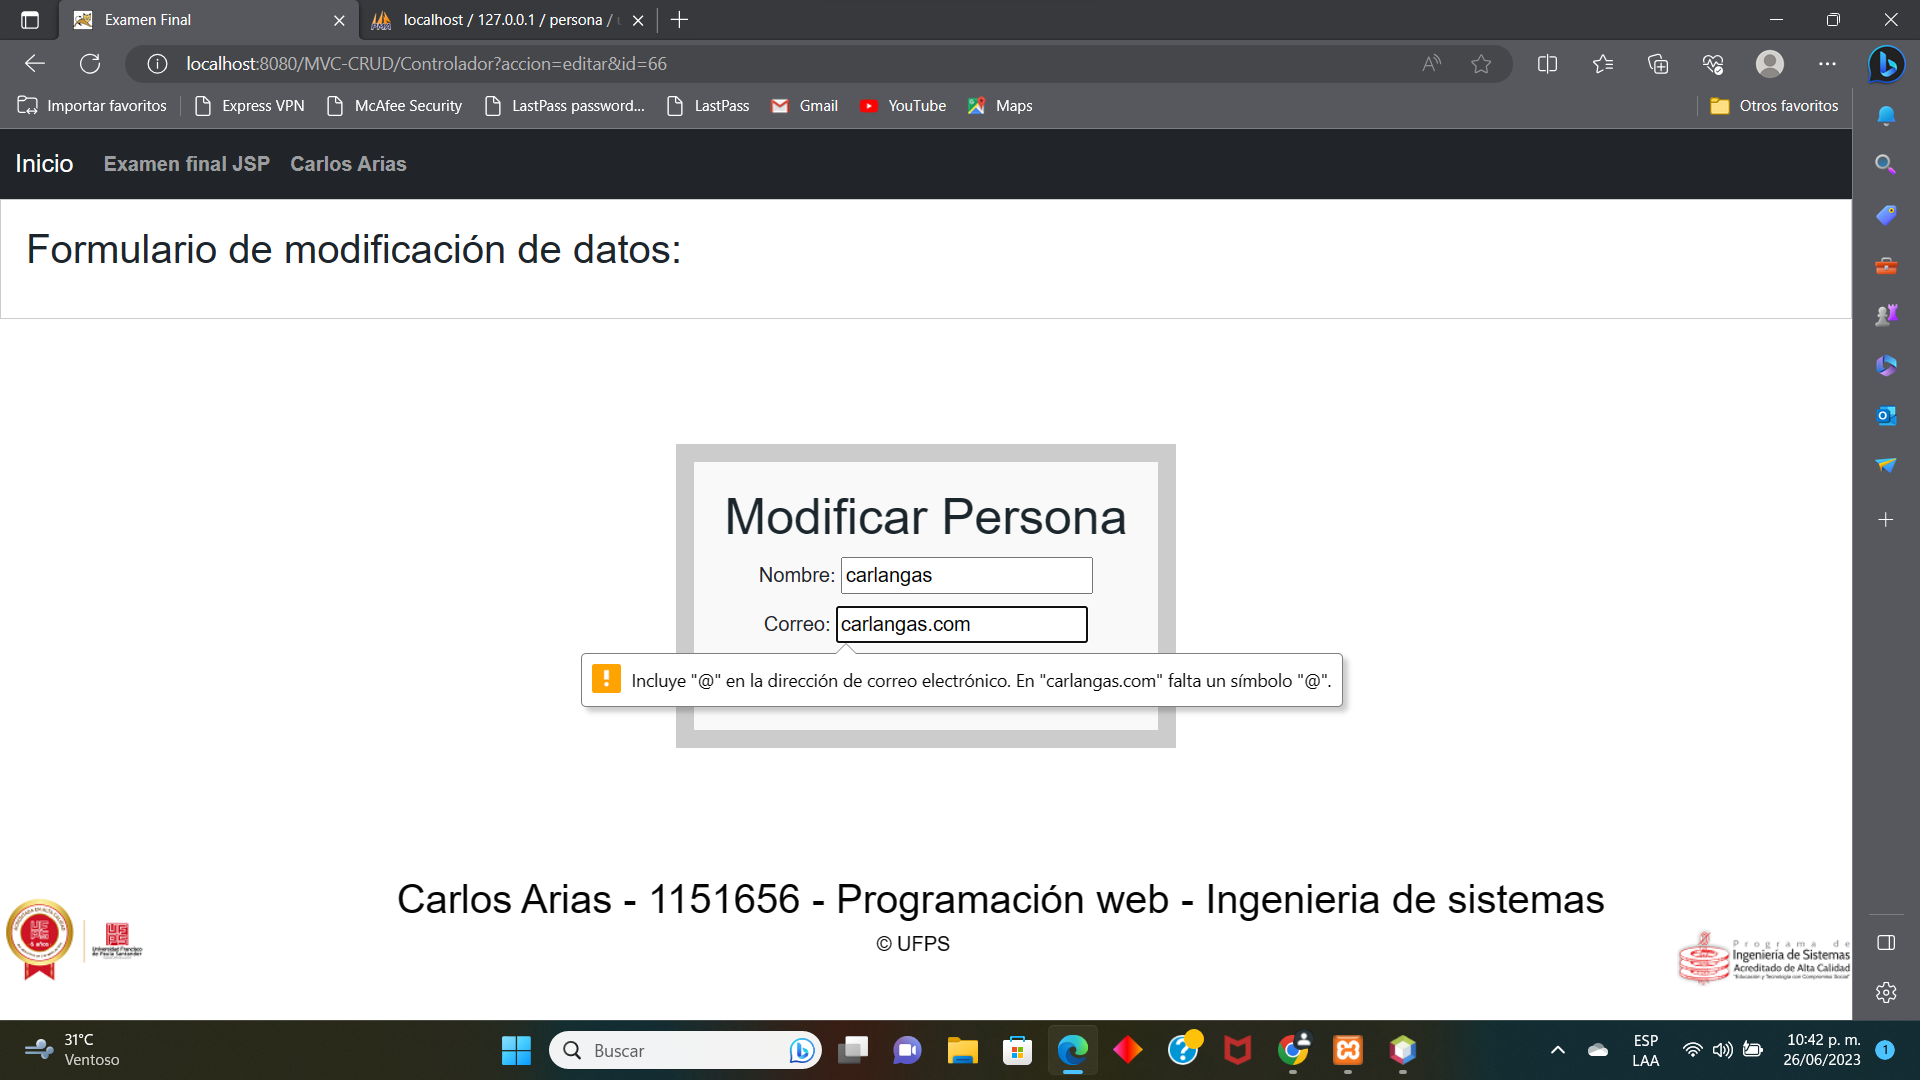 Examen Final
localhost / 127.0.0.1 / persona /
localhost:8080/MVC-CRUD/Controlador?accion=editar&id=66
Importar favoritos
Express VPN
McAfee Security
LastPass password...
LastPass
Gmail
YouTube
Maps
Otros favoritos
Inicio
Examen final JSP
Carlos Arias
Formulario de modificación de datos:
Modificar Persona
Nombre: carlangas
Correo: carlangas.com
Incluye "@" en la dirección de correo electrónico. En "carlangas.com" falta un símbolo "@".
Carlos Arias - 1151656 - Programación web - Ingenieria de sistemas
© UFPS
Universidad Francisco
de Paula Santander
Programa de
Ingeniería de Sistemas
Acreditado de Alta Calidad
31°C
Ventoso
Buscar
ESP
LAA
10:42 p. m.
26/06/2023
1